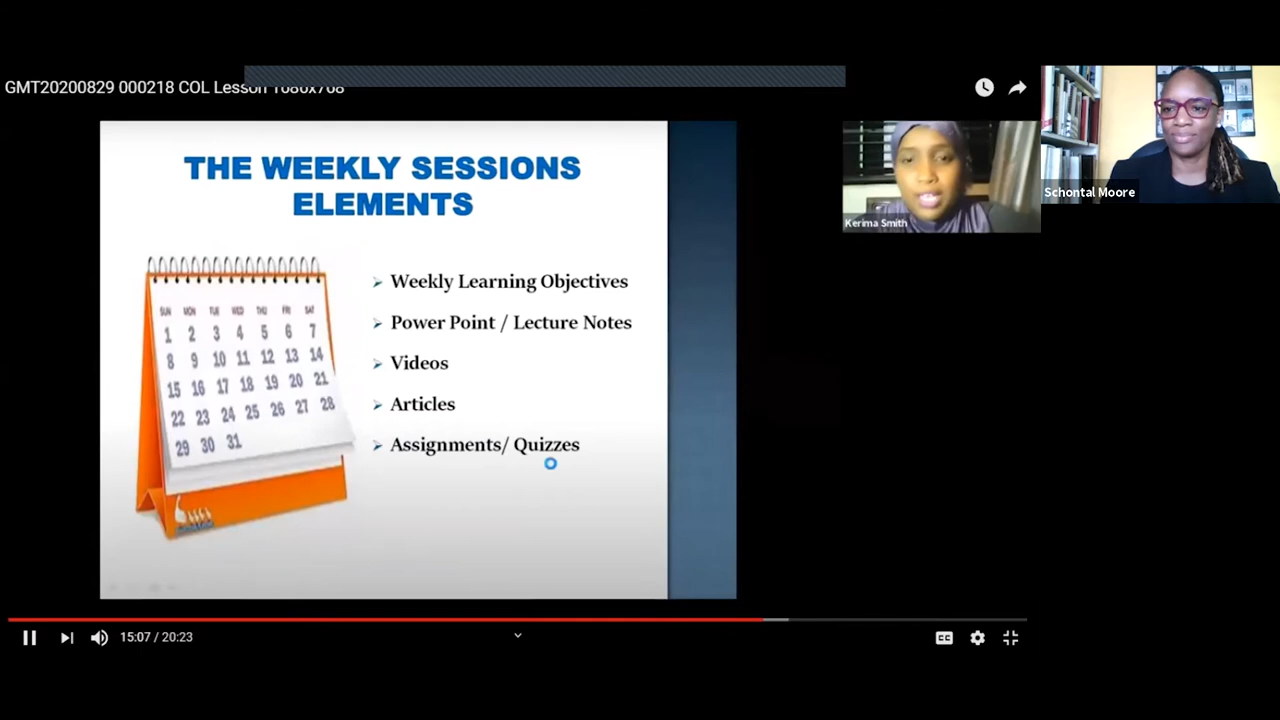 GMT20200829 000218 COL Lesson 1686x768
THE WEEKLY SESSIONS
ELEMENTS
SUN MON TUE WED THU FRI SAT
1 2 3 4 5 6 7
8 9 10 11 12 13 14
15 16 17 18 19 20 21
22 23 24 25 26 27 28
29 30 31
Weekly Learning Objectives
Power Point / Lecture Notes
Videos
Articles
Assignments/ Quizzes
Kerima Smith
Schontal Moore
15:07 / 20:23
CC